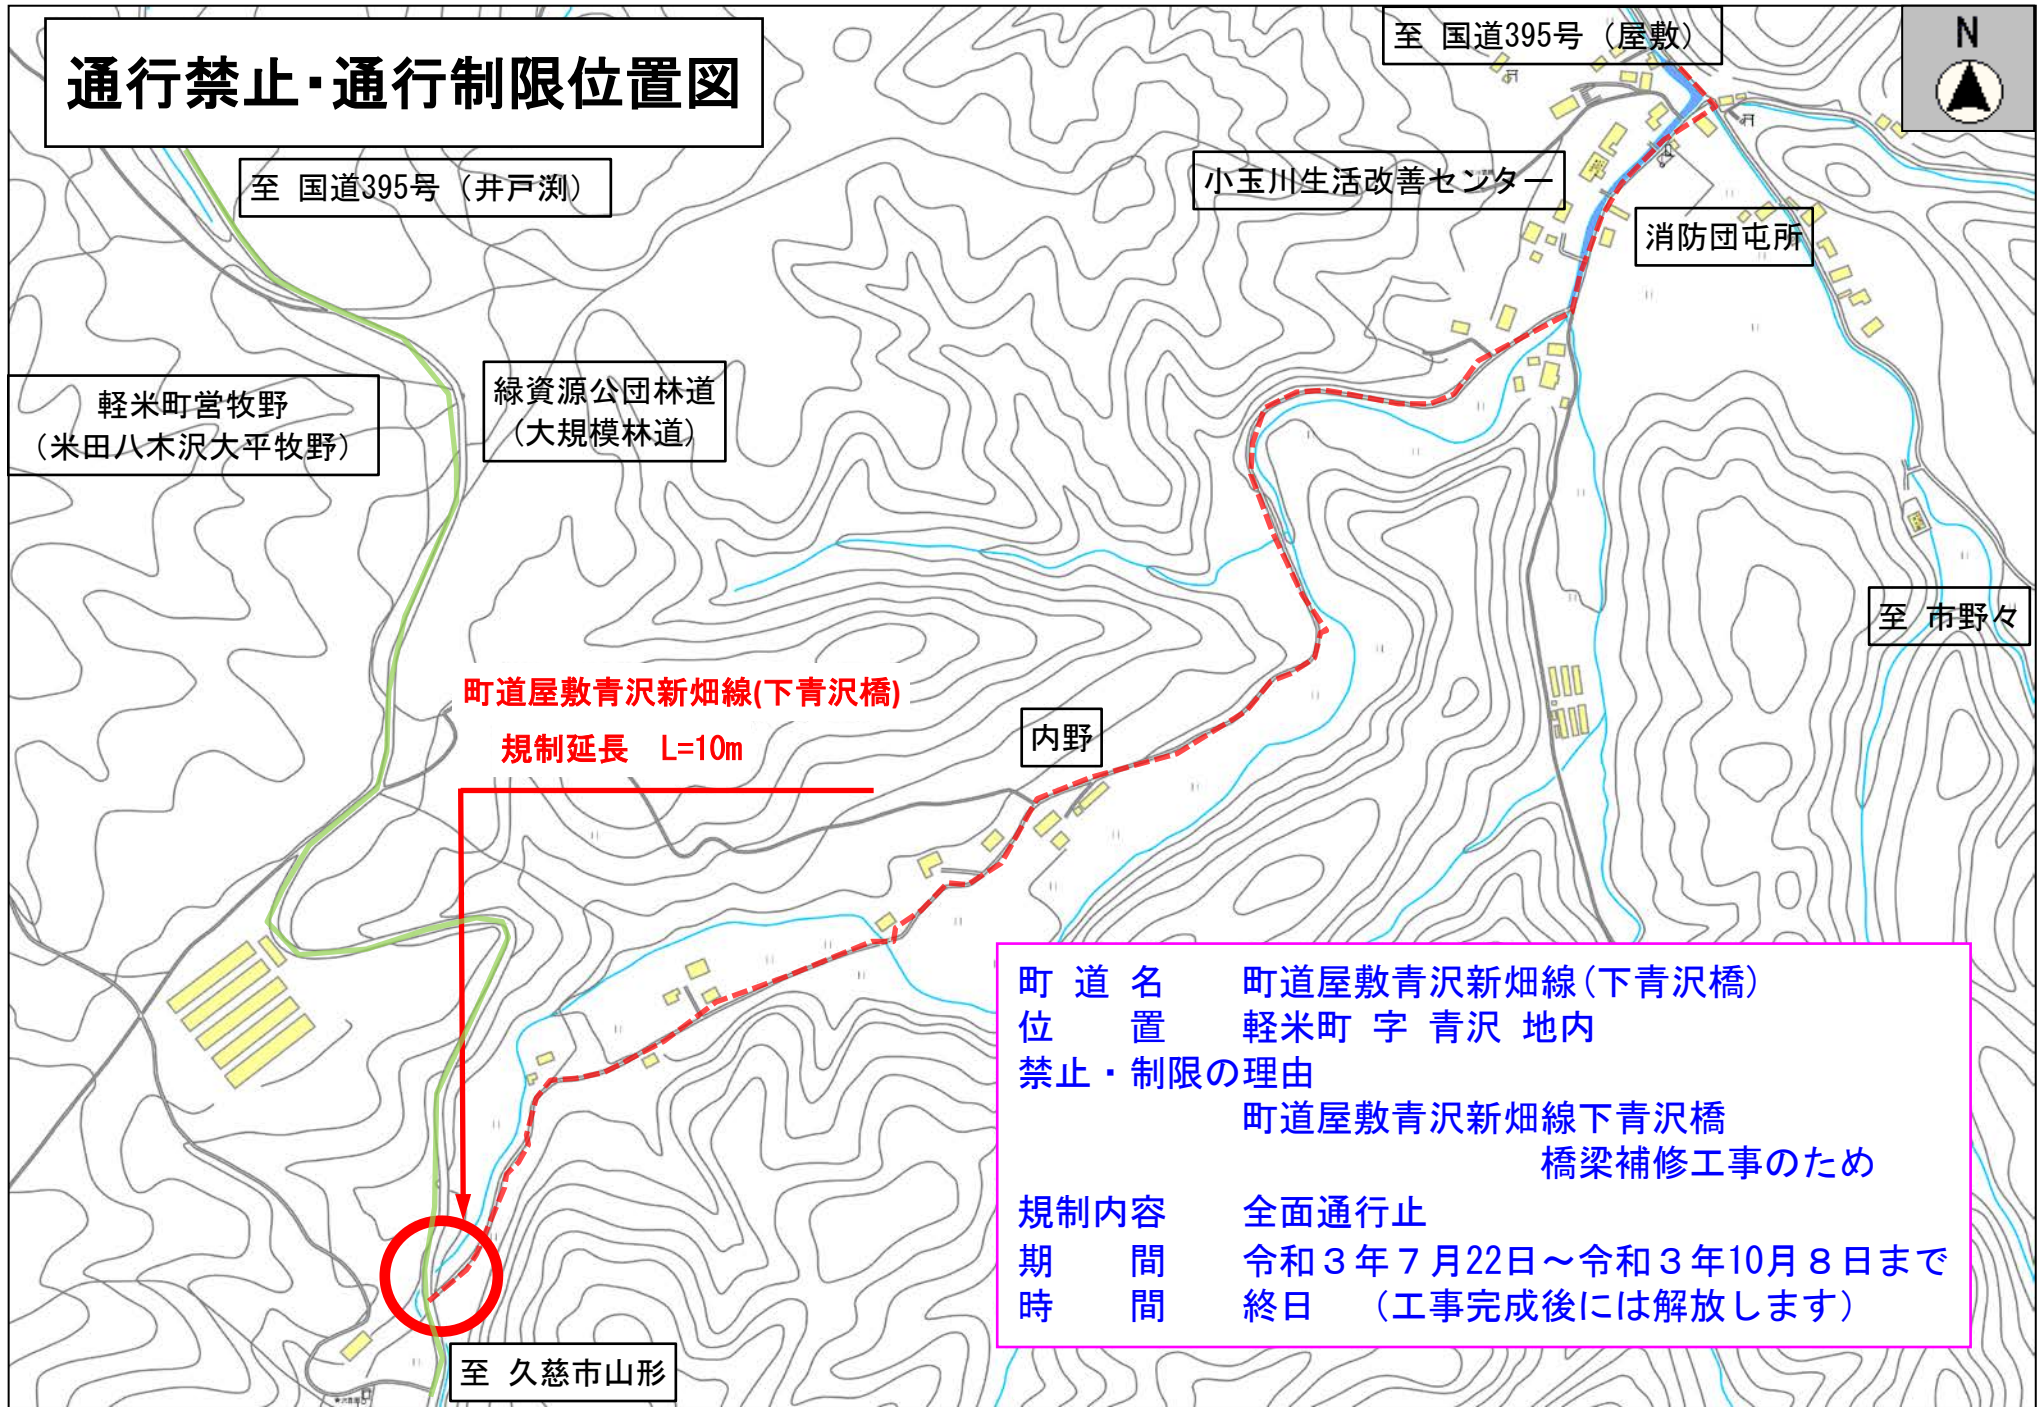 通行禁止・通行制限位置図
至 国道395号（屋敷）
N
至 国道395号（井戸渕）
小玉川生活改善センター
消防団屯所
軽米町営牧野
（米田八木沢大平牧野）
緑資源公団林道
（大規模林道）
至 市野々
町道屋敷青沢新畑線(下青沢橋)
規制延長 L=10m
内野
町道名 町道屋敷青沢新畑線(下青沢橋)
位置 軽米町 字 青沢 地内
禁止・制限の理由
町道屋敷青沢新畑線下青沢橋
橋梁補修工事のため
規制内容 全面通行止
期間 令和３年７月22日～令和３年10月８日まで
時間 終日 （工事完成後には解放します）
至 久慈市山形